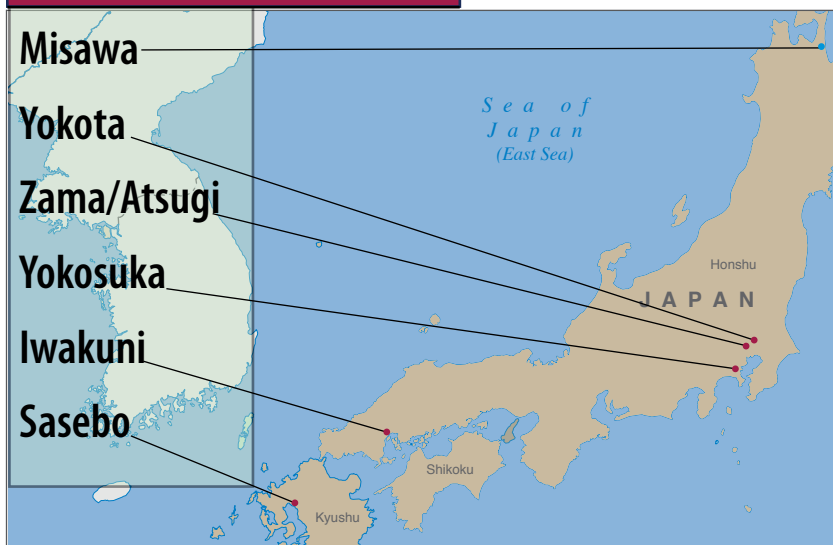 Misawa
Yokota
Zama/Atsugi
Yokosuka
Iwakuni
Sasebo
Sea of
Japan
(East Sea)
Honshu
JAPAN
Shikoku
Kyushu